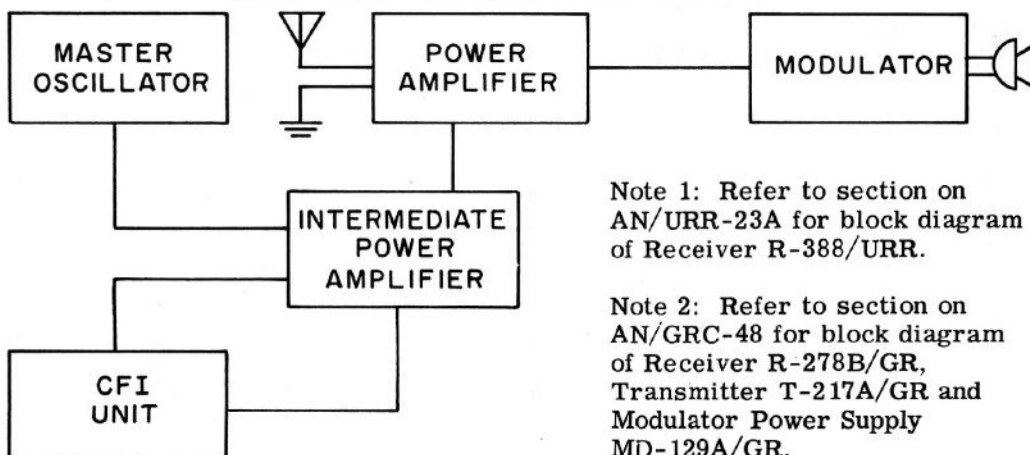 MASTER
OSCILLATOR
POWER
AMPLIFIER
MODULATOR
INTERMEDIATE
POWER
AMPLIFIER
CFI
UNIT
Note 1: Refer to section on
AN/URR-23A for block diagram
of Receiver R-388/URR.
Note 2: Refer to section on
AN/GRC-48 for block diagram
of Receiver R-278B/GR,
Transmitter T-217A/GR and
Modulator Power Supply
MD-129A/GR.